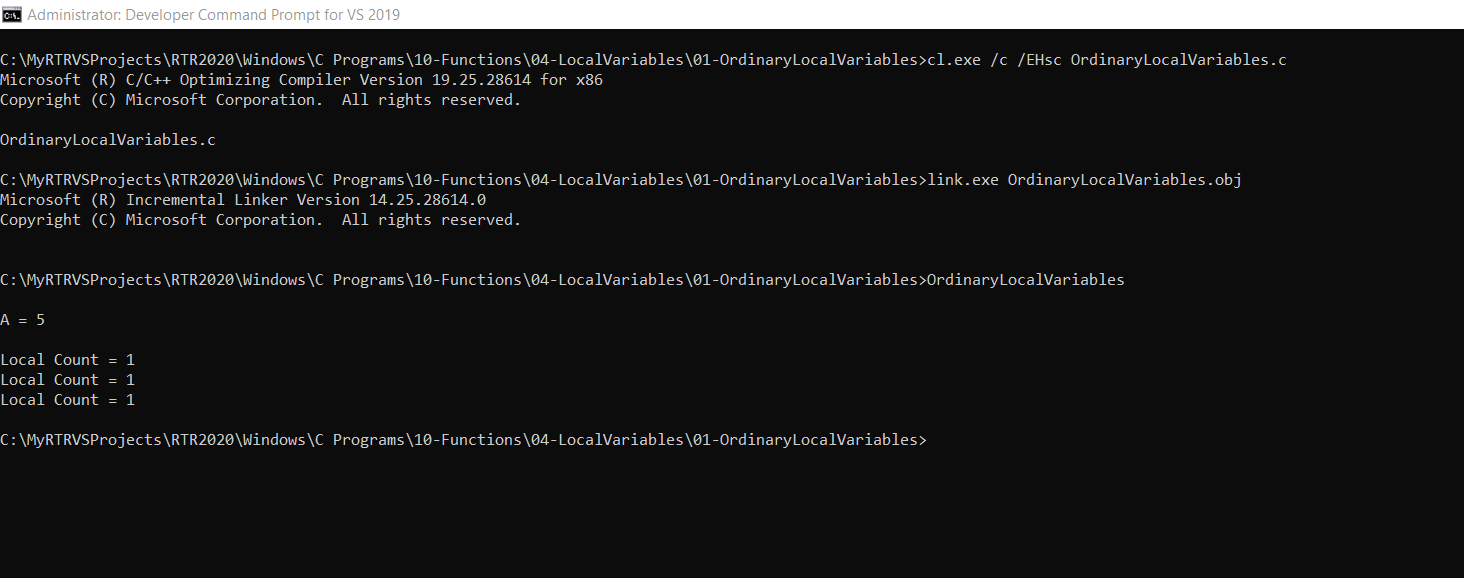 Administrator: Developer Command Prompt for VS 2019
C:\MyRTRVSProjects\RTR2020\Windows\C Programs\10-Functions\04-LocalVariables\01-OrdinaryLocalVariables>cl.exe /c /EHsc OrdinaryLocalVariables.c
Microsoft (R) C/C++ Optimizing Compiler Version 19.25.28614 for x86
Copyright (C) Microsoft Corporation.  All rights reserved.
OrdinaryLocalVariables.c
C:\MyRTRVSProjects\RTR2020\Windows\C Programs\10-Functions\04-LocalVariables\01-OrdinaryLocalVariables>link.exe OrdinaryLocalVariables.obj
Microsoft (R) Incremental Linker Version 14.25.28614.0
Copyright (C) Microsoft Corporation.  All rights reserved.
C:\MyRTRVSProjects\RTR2020\Windows\C Programs\10-Functions\04-LocalVariables\01-OrdinaryLocalVariables>OrdinaryLocalVariables
A = 5
Local Count = 1
Local Count = 1
Local Count = 1
C:\MyRTRVSProjects\RTR2020\Windows\C Programs\10-Functions\04-LocalVariables\01-OrdinaryLocalVariables>